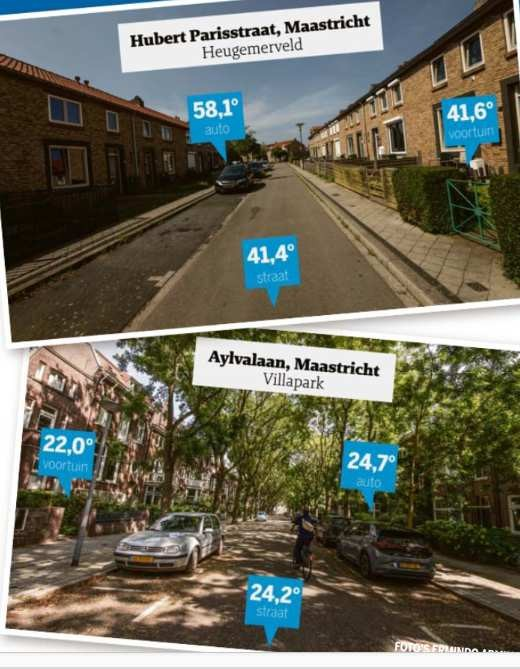 Hubert Parisstraat, Maastricht
Heugemerveld
58,1°
auto
41,6°
voortuin
41,4°
straat
Aylvalaan, Maastricht
Villapark
22,0°
voortuin
24,7°
auto
24,2°
straat
FOTO'S